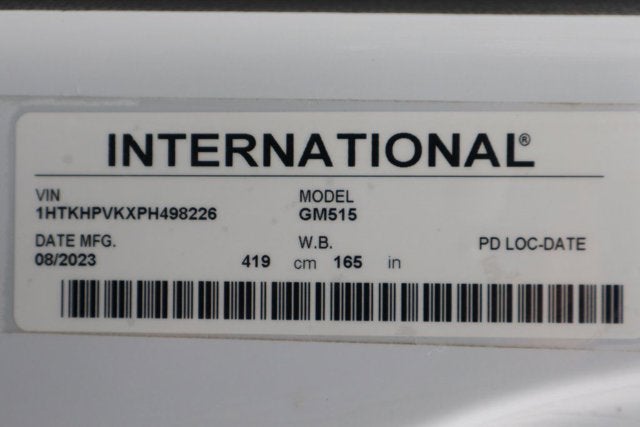 INTERNATIONAL®
VIN MODEL
1HTKHPVKXPH498226 GM515
DATE MFG. W.B. PD LOC-DATE
08/2023 419 cm 165 in